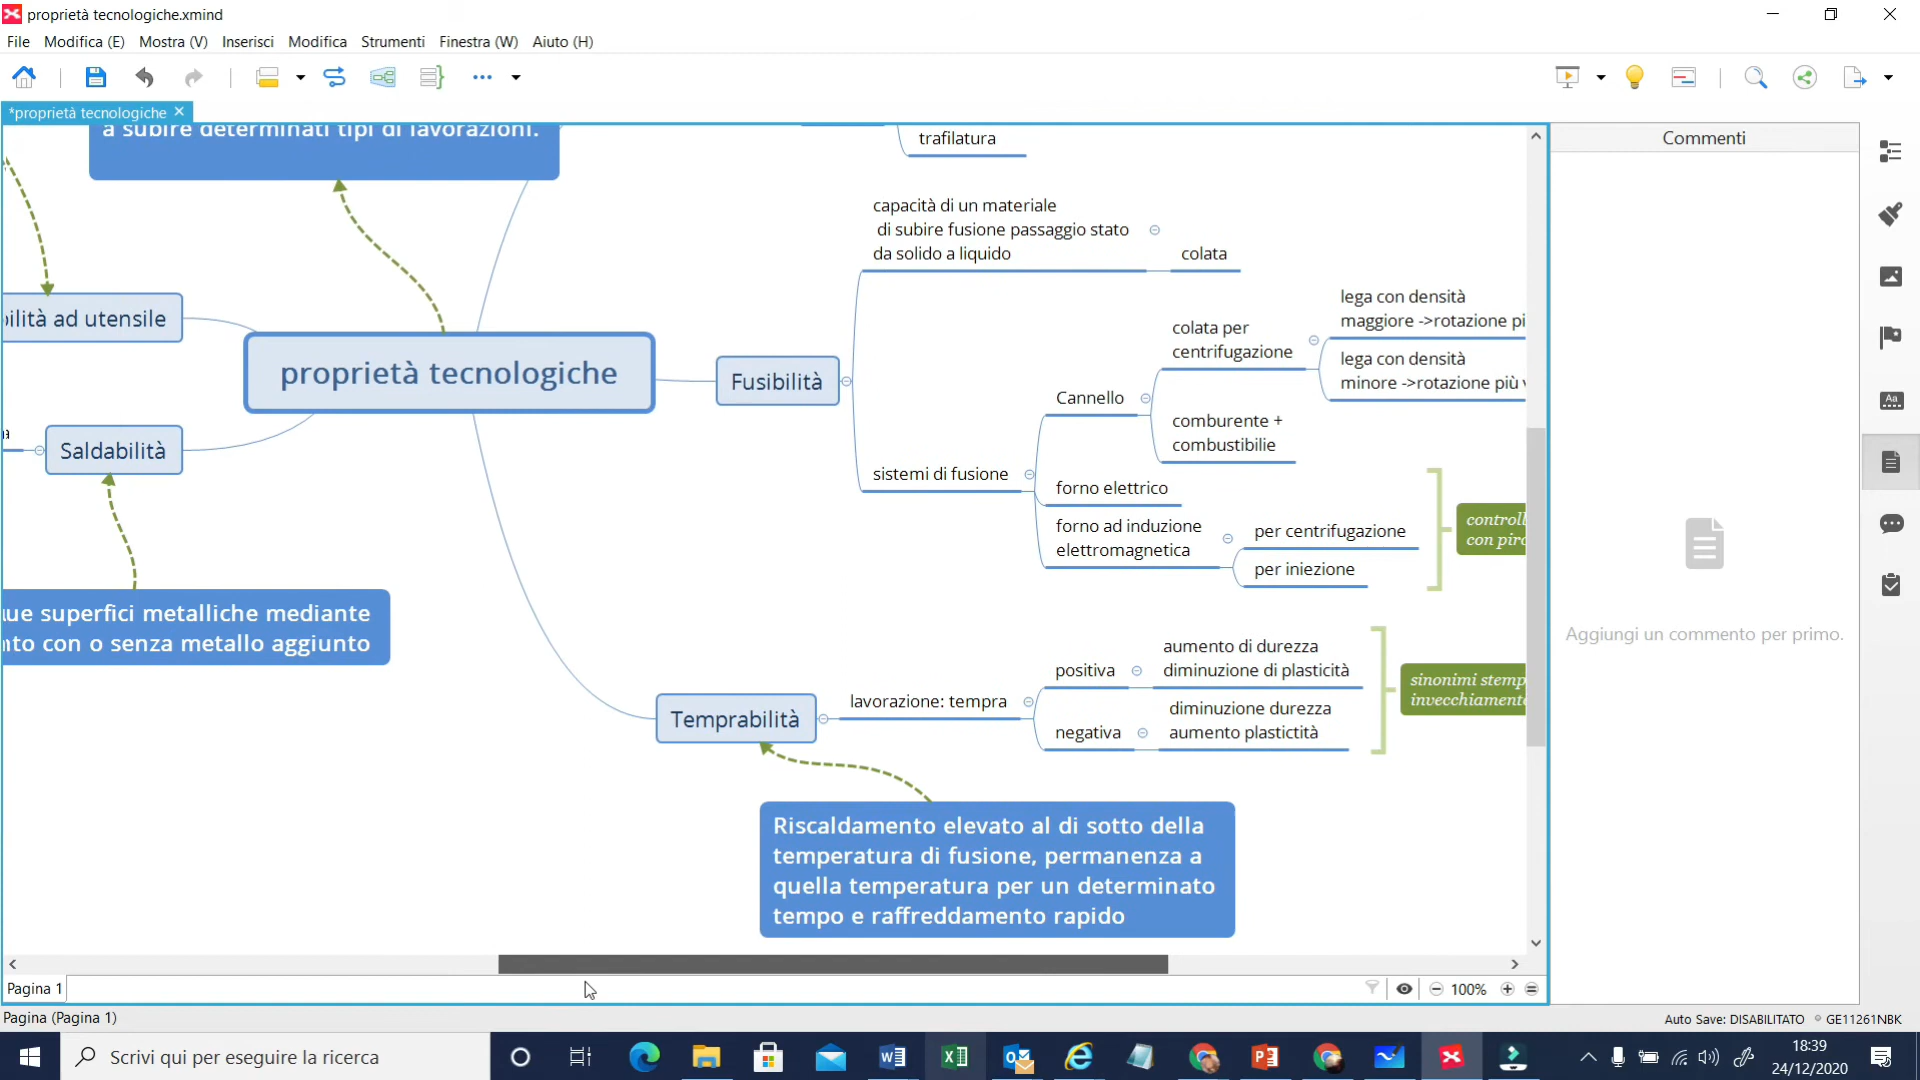 proprietà tecnologiche.xmind
File Modifica (E) Mostra (V) Inserisci Modifica Strumenti Finestra (W) Aiuto (H)
*proprietà tecnologiche
a subire determinati tipi di lavorazioni.
trafilatura
capacità di un materiale
di subire fusione passaggio stato
da solido a liquido
colata
ilità ad utensile
proprietà tecnologiche
Fusibilità
colata per
centrifugazione
lega con densità
maggiore ->rotazione pi
lega con densità
minore ->rotazione più v
Cannello
comburente +
combustibilie
Saldabilità
sistemi di fusione
forno elettrico
forno ad induzione
elettromagnetica
per centrifugazione
per iniezione
controll
con piro
ue superfici metalliche mediante
nto con o senza metallo aggiunto
Temprabilità
lavorazione: tempra
positiva
aumento di durezza
diminuzione di plasticità
negativa
diminuzione durezza
aumento plastictità
sinonimi stemp
invecchiamento
Riscaldamento elevato al di sotto della
temperatura di fusione, permanenza a
quella temperatura per un determinato
tempo e raffreddamento rapido
Commenti
Aggiungi un commento per primo.
Pagina 1
100%
Pagina (Pagina 1)
Auto Save: DISABILITATO GE11261NBK
Scrivi qui per eseguire la ricerca
18:39
24/12/2020